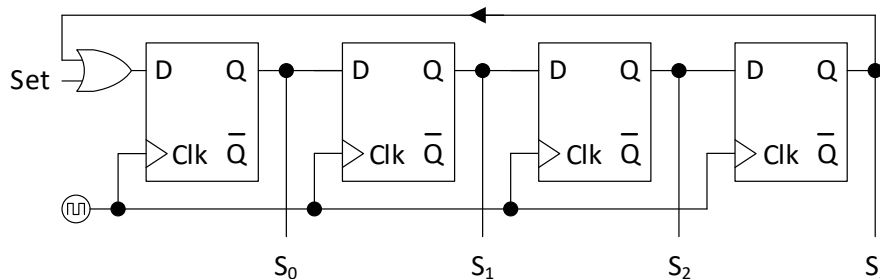 D Q D Q D Q D Q
Set
Clk Q̅ Clk Q̅ Clk Q̅ Clk Q̅
S₀ S₁ S₂ S